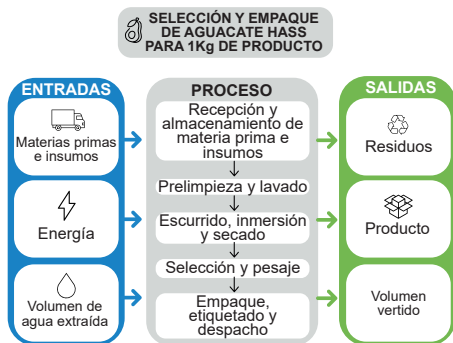 SELECCIÓN Y EMPAQUE
DE AGUACATE HASS
PARA 1Kg DE PRODUCTO
ENTRADAS
Materias primas
e insumos
Energía
Volumen de
agua extraída
PROCESO
Recepción y
almacenamiento de
materia prima e
insumos
Prelimpieza y lavado
Escurrido, inmersión
y secado
Selección y pesaje
Empaque,
etiquetado y
despacho
SALIDAS
Residuos
Producto
Volumen
vertido